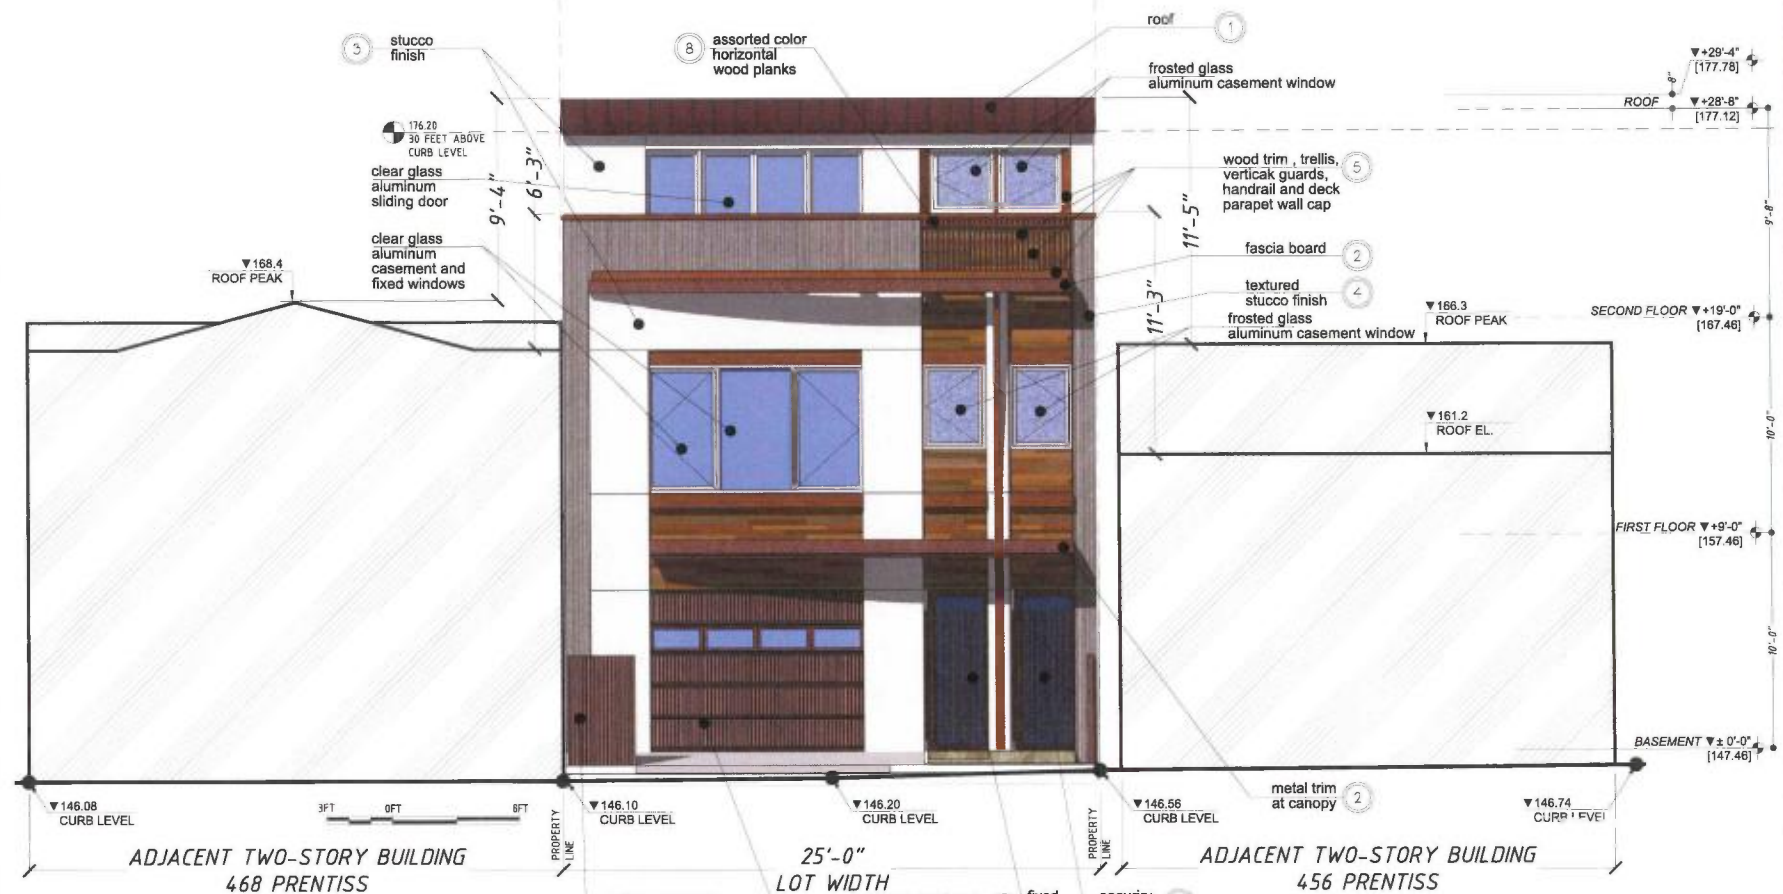 roof
1
3
stucco
finish
8
assorted color
horizontal
wood planks
frosted glass
aluminum casement window
▼+29'-4"
[177.78]
8"
ROOF ▼+28'-8"
[177.12]
176.20
30 FEET ABOVE
CURB LEVEL
clear glass
aluminum
sliding door
9'-4"
6'-3"
wood trim , trellis,
verticak guards,
handrail and deck
parapet wall cap
5
11'-5"
9'-8"
clear glass
aluminum
casement and
fixed windows
fascia board
2
▼168.4
ROOF PEAK
textured
stucco finish
4
11'-3"
frosted glass
aluminum casement window
▼166.3
ROOF PEAK
SECOND FLOOR ▼+19'-0"
[167.46]
▼161.2
ROOF EL.
10'-0"
FIRST FLOOR ▼+9'-0"
[157.46]
10'-0"
BASEMENT ▼± 0'-0"
[147.46]
metal trim
at canopy
2
▼146.08
CURB LEVEL
3FT 0FT 6FT
▼146.10
CURB LEVEL
▼146.20
CURB LEVEL
▼146.56
CURB LEVEL
▼146.74
CURB LEVEL
PROPERTY
LINE
PROPERTY
LINE
ADJACENT TWO-STORY BUILDING
468 PRENTISS
25'-0"
LOT WIDTH
ADJACENT TWO-STORY BUILDING
456 PRENTISS